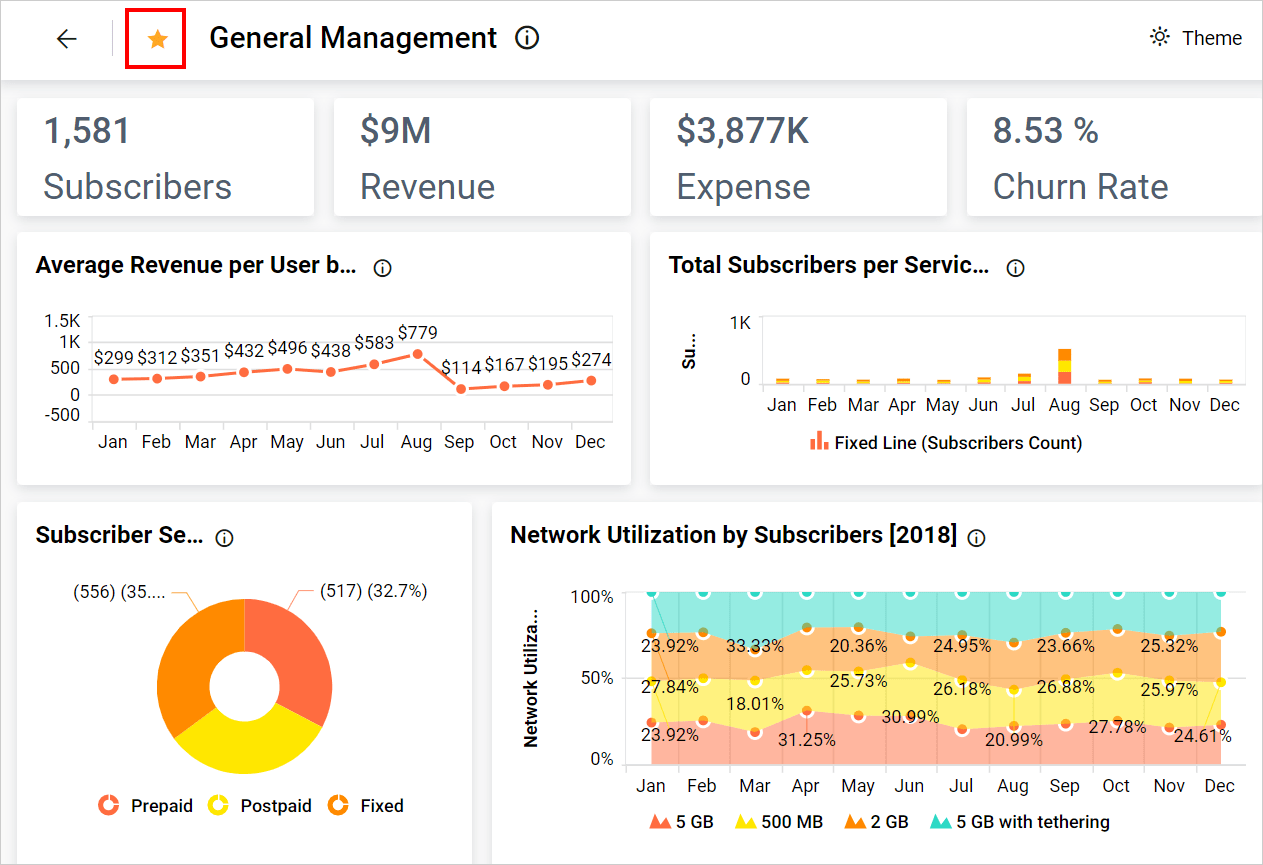 General Management
Theme
1,581
Subscribers
$9M
Revenue
$3,877K
Expense
8.53 %
Churn Rate
Average Revenue per User b...
1.5K
1K
500
0
-500
$299 $312 $351 $432 $496 $438 $583 $779 $114 $167 $195 $274
Jan Feb Mar Apr May Jun Jul Aug Sep Oct Nov Dec
Total Subscribers per Servic...
Su...
1K
0
Jan Feb Mar Apr May Jun Jul Aug Sep Oct Nov Dec
Fixed Line (Subscribers Count)
Subscriber Se...
(556) (35.... (517) (32.7%)
Prepaid Postpaid Fixed
Network Utilization by Subscribers [2018]
Network Utiliza...
100%
50%
0%
23.92% 33.33% 20.36% 24.95% 23.66% 25.32%
27.84% 18.01% 25.73% 26.18% 26.88% 25.97%
23.92% 31.25% 30.99% 20.99% 27.78% 24.61%
Jan Feb Mar Apr May Jun Jul Aug Sep Oct Nov Dec
5 GB 500 MB 2 GB 5 GB with tethering